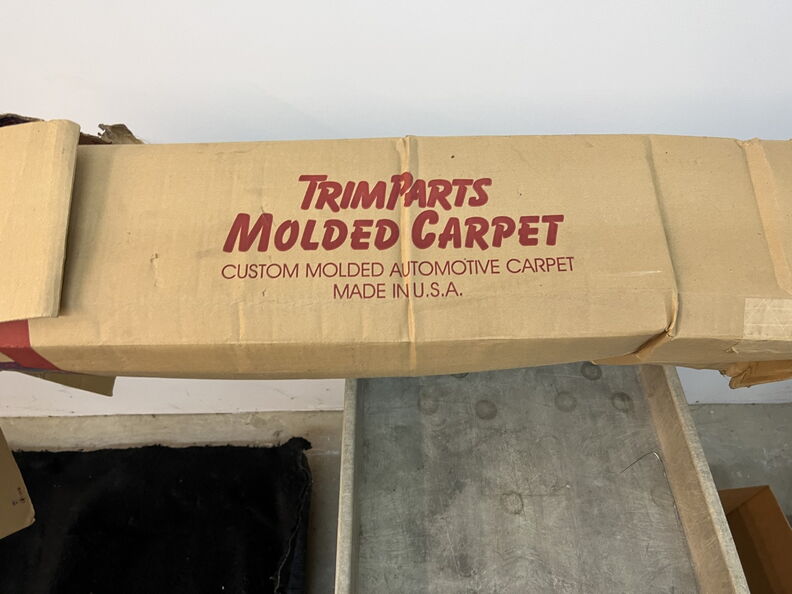 TRIMPARTS
MOLDED CARPET
CUSTOM MOLDED AUTOMOTIVE CARPET
MADE IN U.S.A.